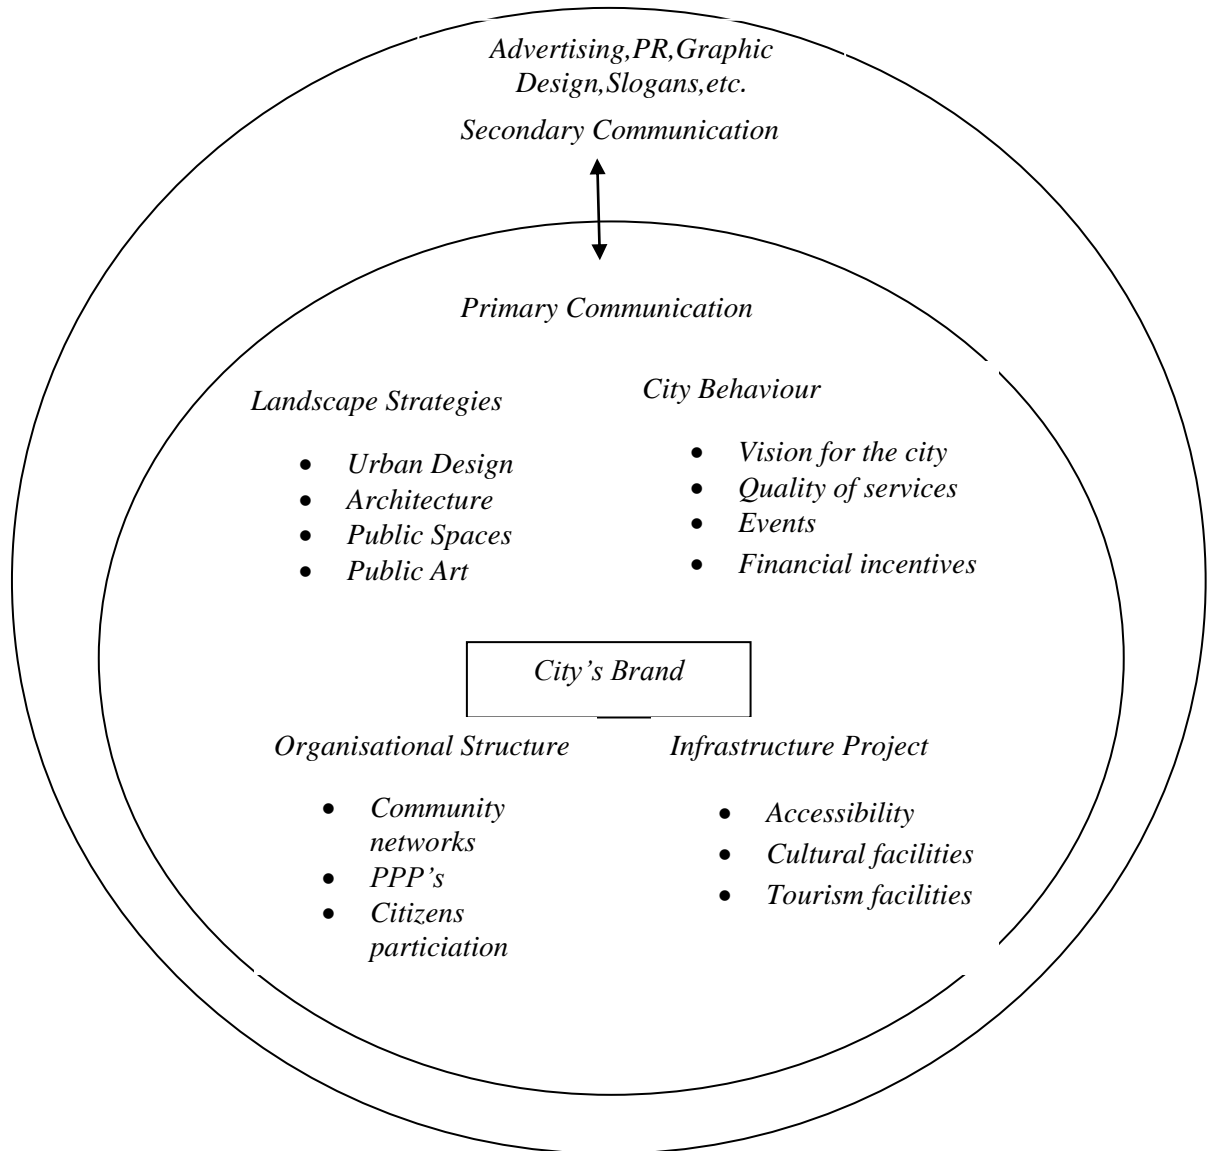 Advertising,PR,Graphic
Design,Slogans,etc.
Secondary Communication
Primary Communication
Landscape Strategies
• Urban Design
• Architecture
• Public Spaces
• Public Art
City Behaviour
• Vision for the city
• Quality of services
• Events
• Financial incentives
City’s Brand
Organisational Structure
• Community
networks
• PPP’s
• Citizens
particiation
Infrastructure Project
• Accessibility
• Cultural facilities
• Tourism facilities